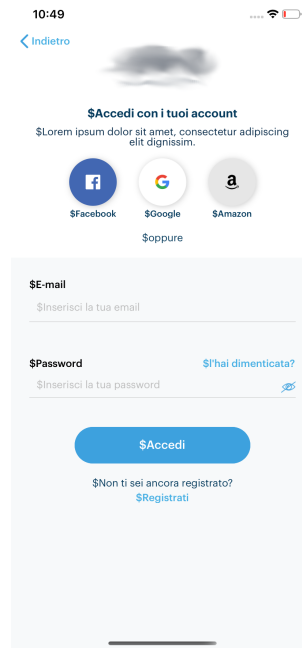 10:49
Indietro
$Accedi con i tuoi account
$Lorem ipsum dolor sit amet, consectetur adipiscing
elit dignissim.
$Facebook $Google $Amazon
$oppure
$E-mail
$Inserisci la tua email
$Password $l'hai dimenticata?
$Inserisci la tua password
$Accedi
$Non ti sei ancora registrato?
$Registrati